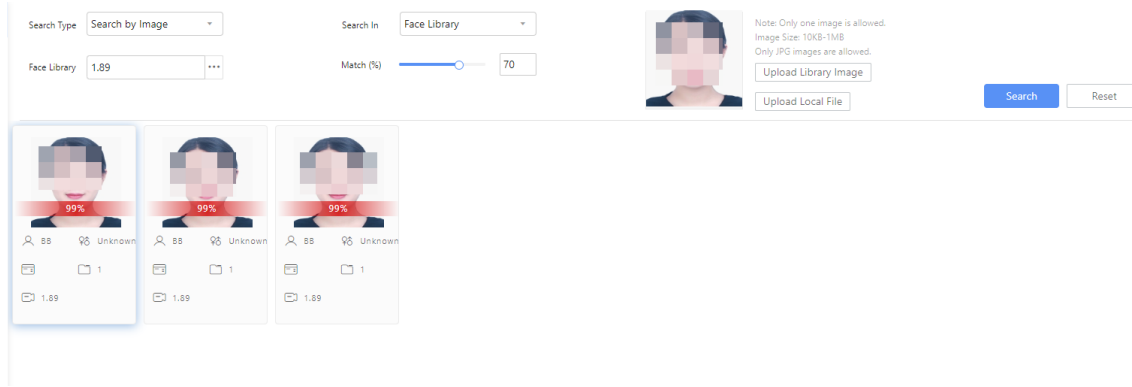 Search Type Search by Image Search In Face Library
Face Library 1.89 ... Match (%) 70
Note: Only one image is allowed.
Image Size: 10KB-1MB
Only JPG images are allowed.
Upload Library Image
Upload Local File
Search Reset
99% 99% 99%
BB Unknown BB Unknown BB Unknown
1 1 1
1.89 1.89 1.89